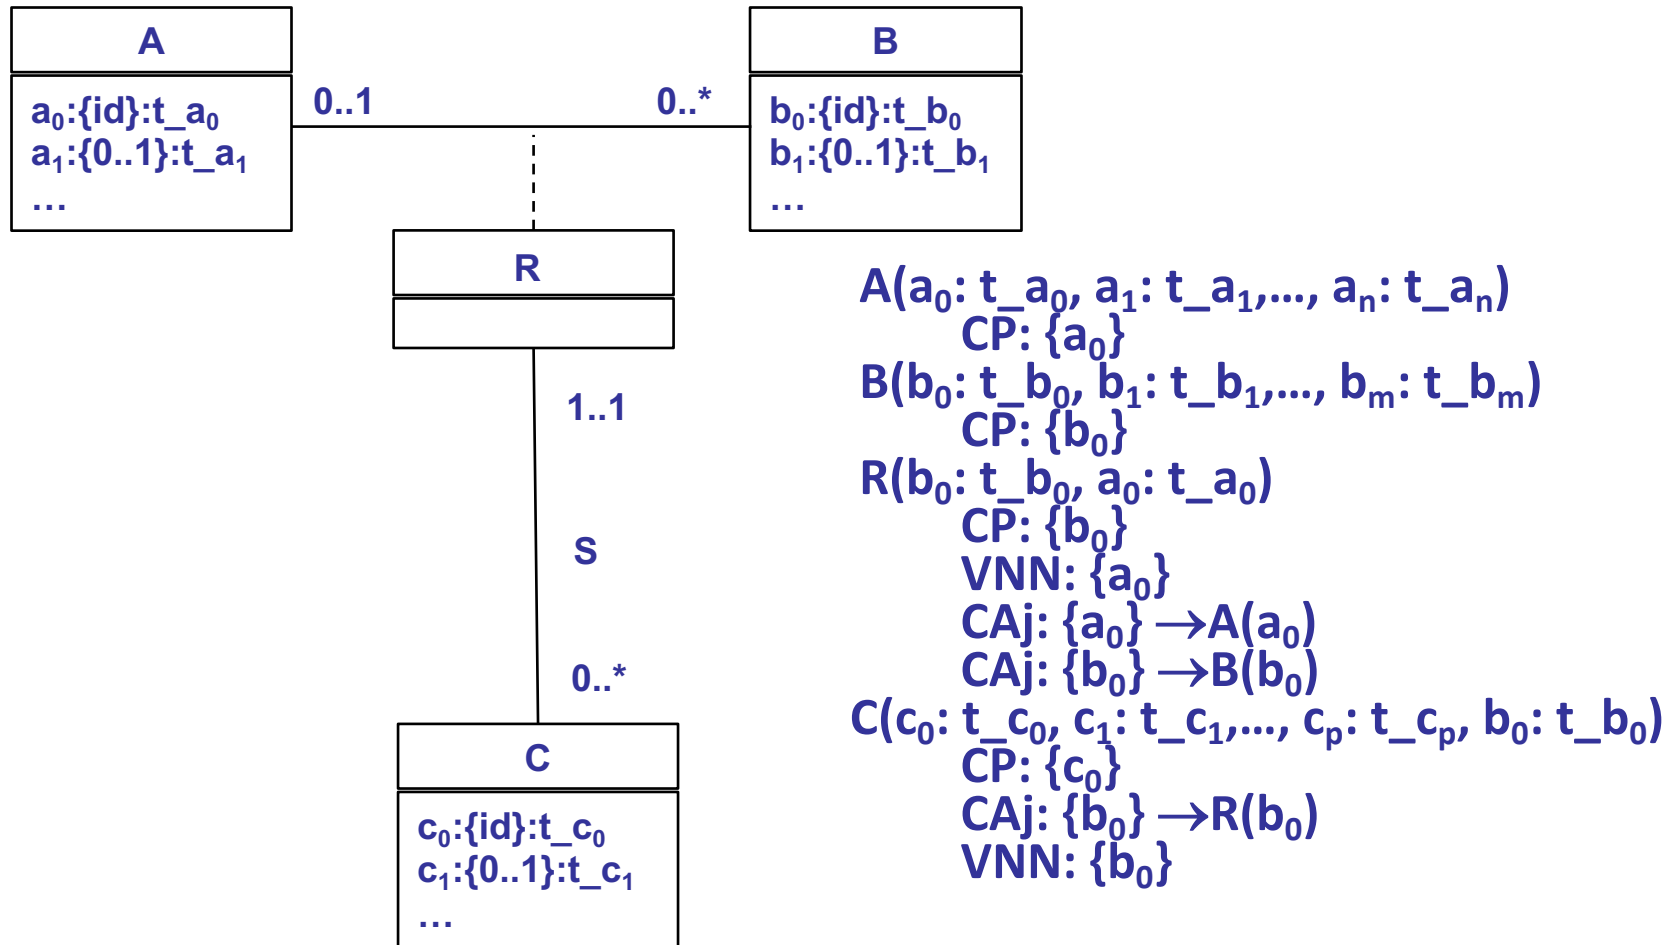 A
a₀:{id}:t_a₀
a₁:{0..1}:t_a₁
…
0..1
0..*
B
b₀:{id}:t_b₀
b₁:{0..1}:t_b₁
…
R
1..1
S
0..*
C
c₀:{id}:t_c₀
c₁:{0..1}:t_c₁
…
A(a₀: t_a₀, a₁: t_a₁,..., aₙ: t_aₙ)
CP: {a₀}
B(b₀: t_b₀, b₁: t_b₁,..., bₘ: t_bₘ)
CP: {b₀}
R(b₀: t_b₀, a₀: t_a₀)
CP: {b₀}
VNN: {a₀}
CAj: {a₀} →A(a₀)
CAj: {b₀} →B(b₀)
C(c₀: t_c₀, c₁: t_c₁,..., cₚ: t_cₚ, b₀: t_b₀)
CP: {c₀}
CAj: {b₀} →R(b₀)
VNN: {b₀}